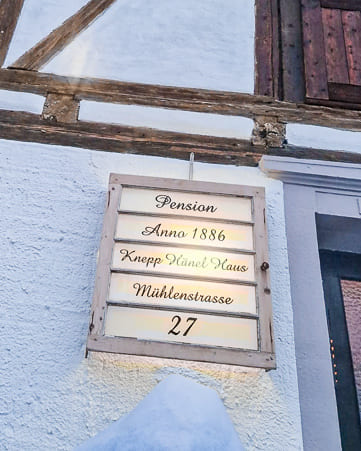 Pension
Anno 1886
Knepp Hänel Haus
Mühlenstrasse
27